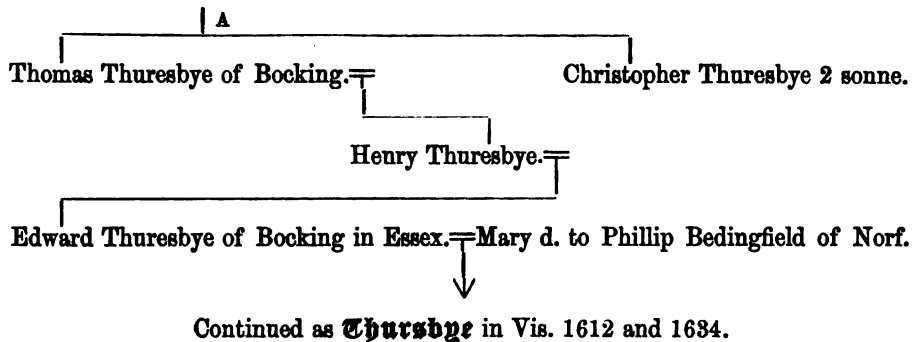 A
Thomas Thuresbye of Bocking. Christopher Thuresbye 2 sonne.
Henry Thuresbye.
Edward Thuresbye of Bocking in Essex. Mary d. to Phillip Bedingfield of Norf.
Continued as Thursbye in Vis. 1612 and 1634.